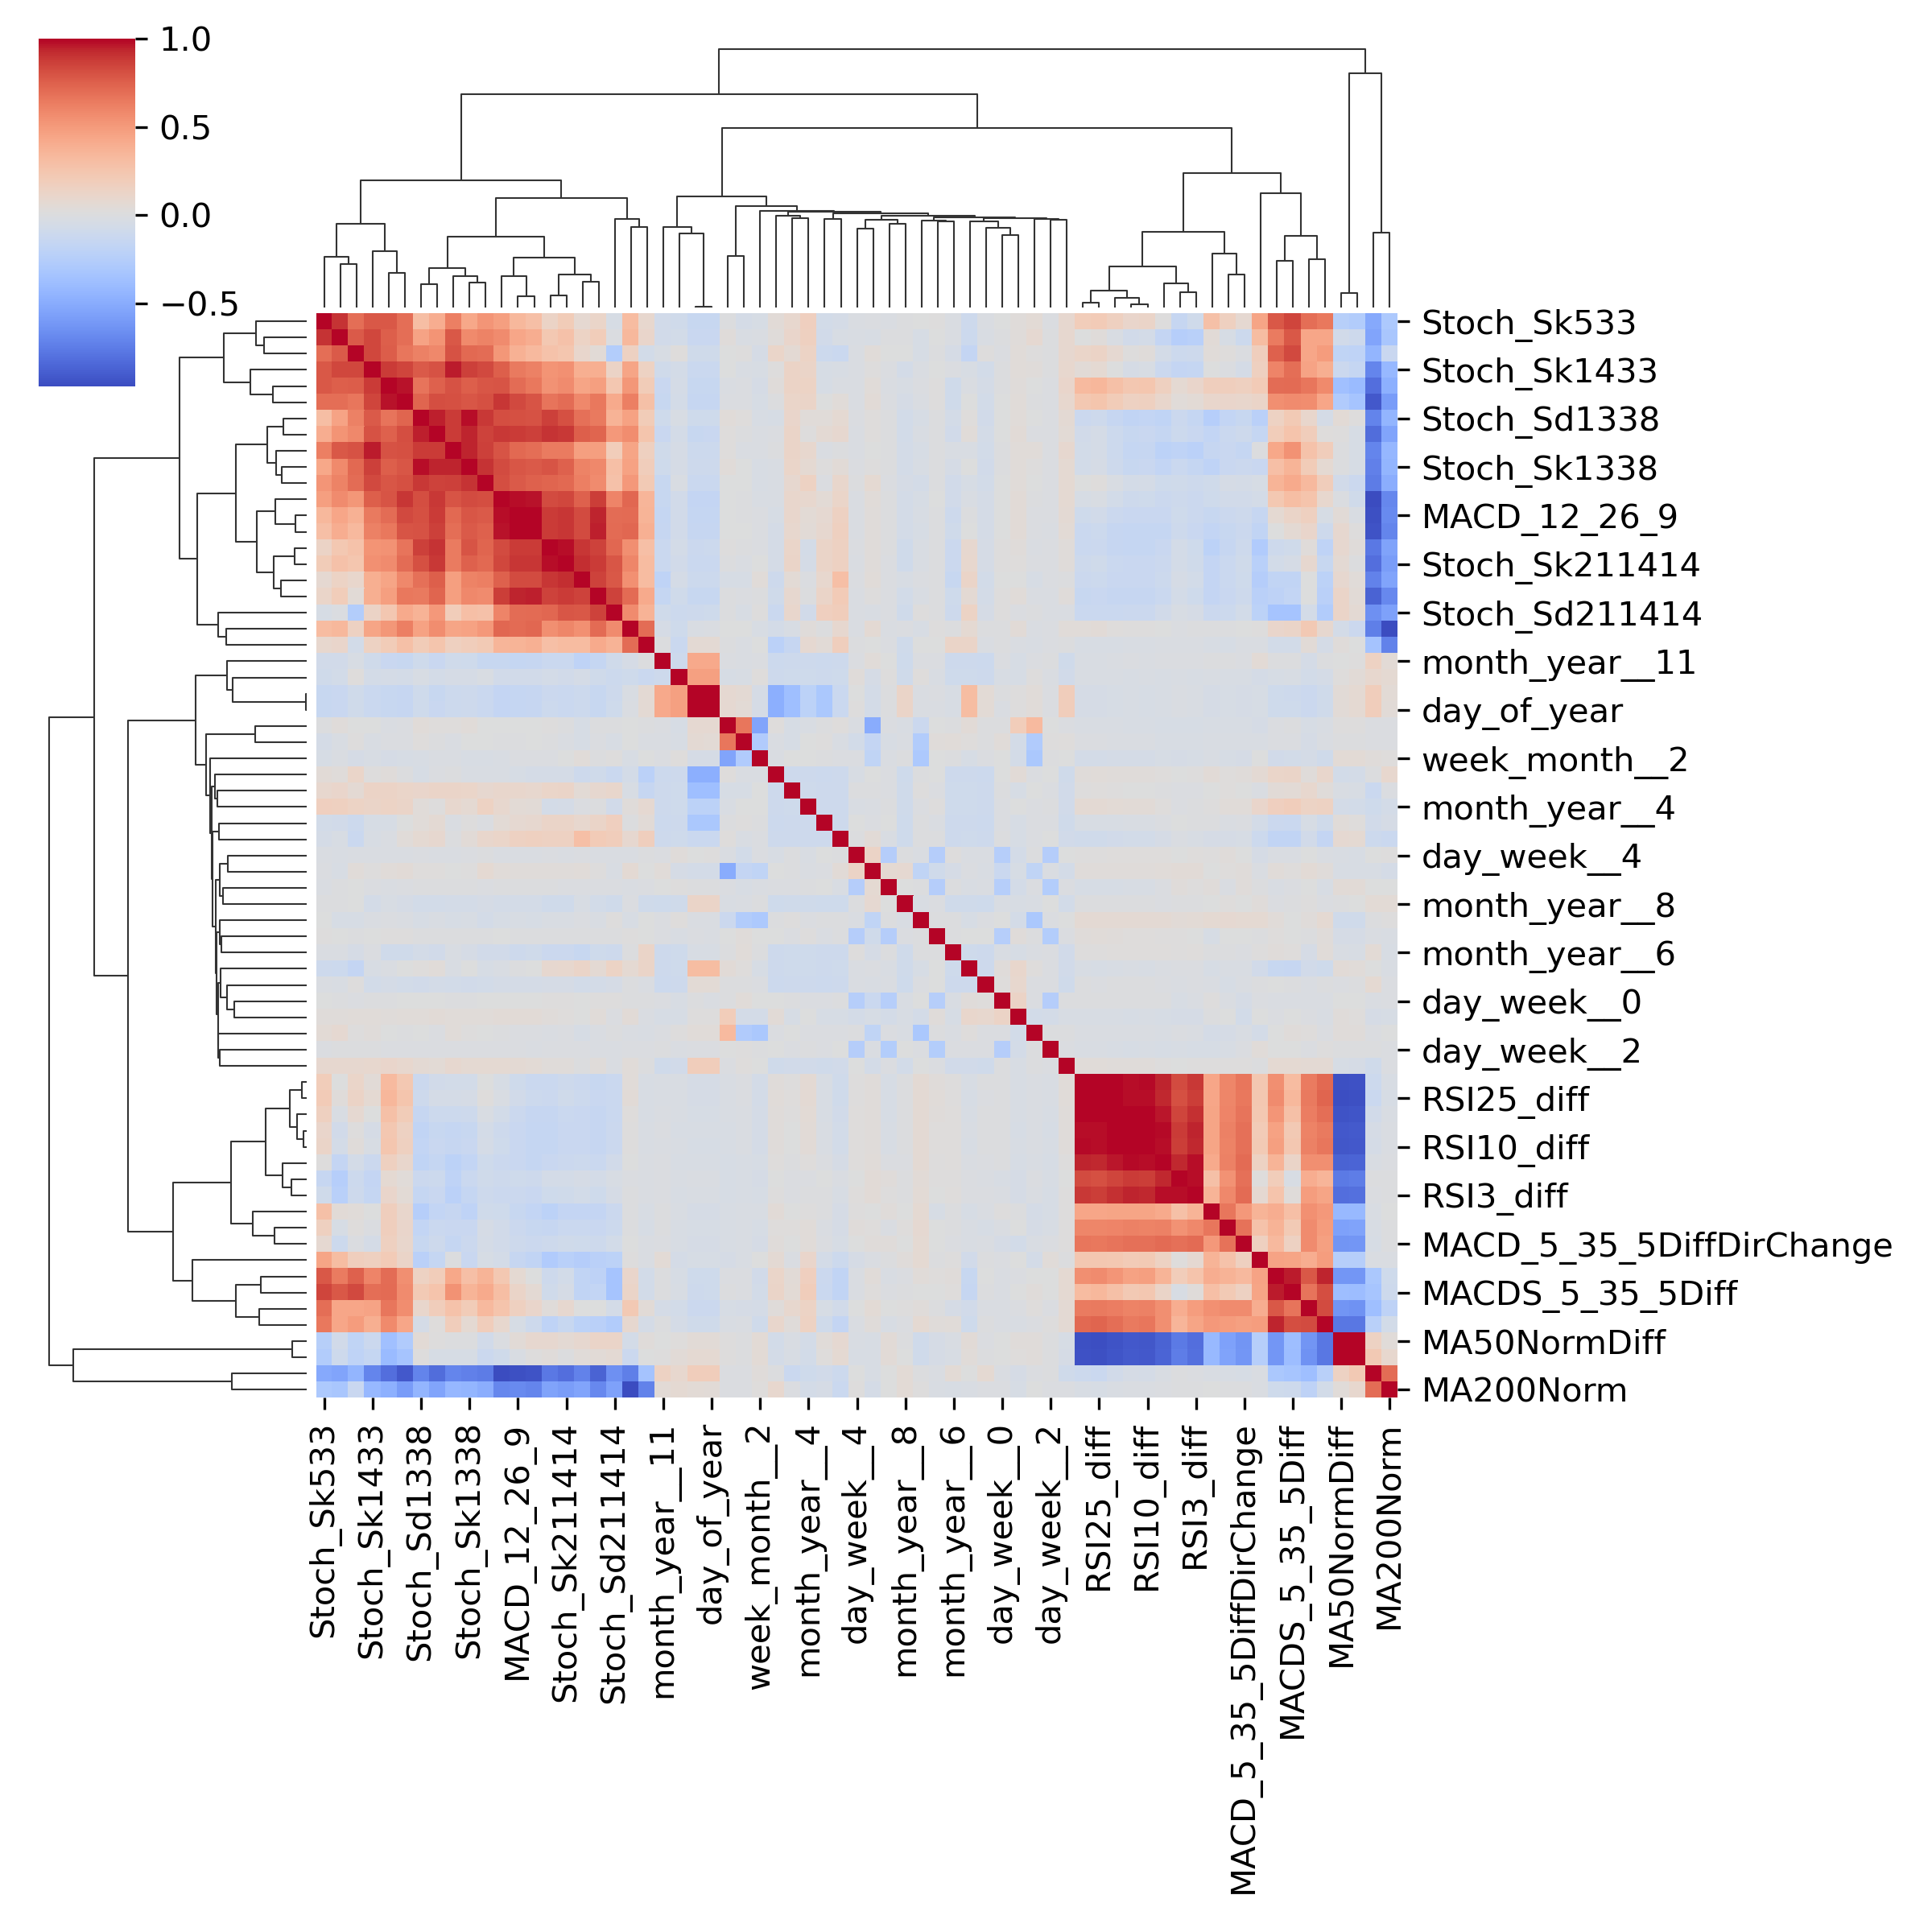 1.0
0.5
0.0
−0.5
Stoch_Sk533
Stoch_Sk1433
Stoch_Sd1338
Stoch_Sk1338
MACD_12_26_9
Stoch_Sk211414
Stoch_Sd211414
month_year__11
day_of_year
week_month__2
month_year__4
day_week__4
month_year__8
month_year__6
day_week__0
day_week__2
RSI25_diff
RSI10_diff
RSI3_diff
MACD_5_35_5DiffDirChange
MACDS_5_35_5Diff
MA50NormDiff
MA200Norm
Stoch_Sk533
Stoch_Sk1433
Stoch_Sd1338
Stoch_Sk1338
MACD_12_26_9
Stoch_Sk211414
Stoch_Sd211414
month_year__11
day_of_year
week_month__2
month_year__4
day_week__4
month_year__8
month_year__6
day_week__0
day_week__2
RSI25_diff
RSI10_diff
RSI3_diff
MACD_5_35_5DiffDirChange
MACDS_5_35_5Diff
MA50NormDiff
MA200Norm